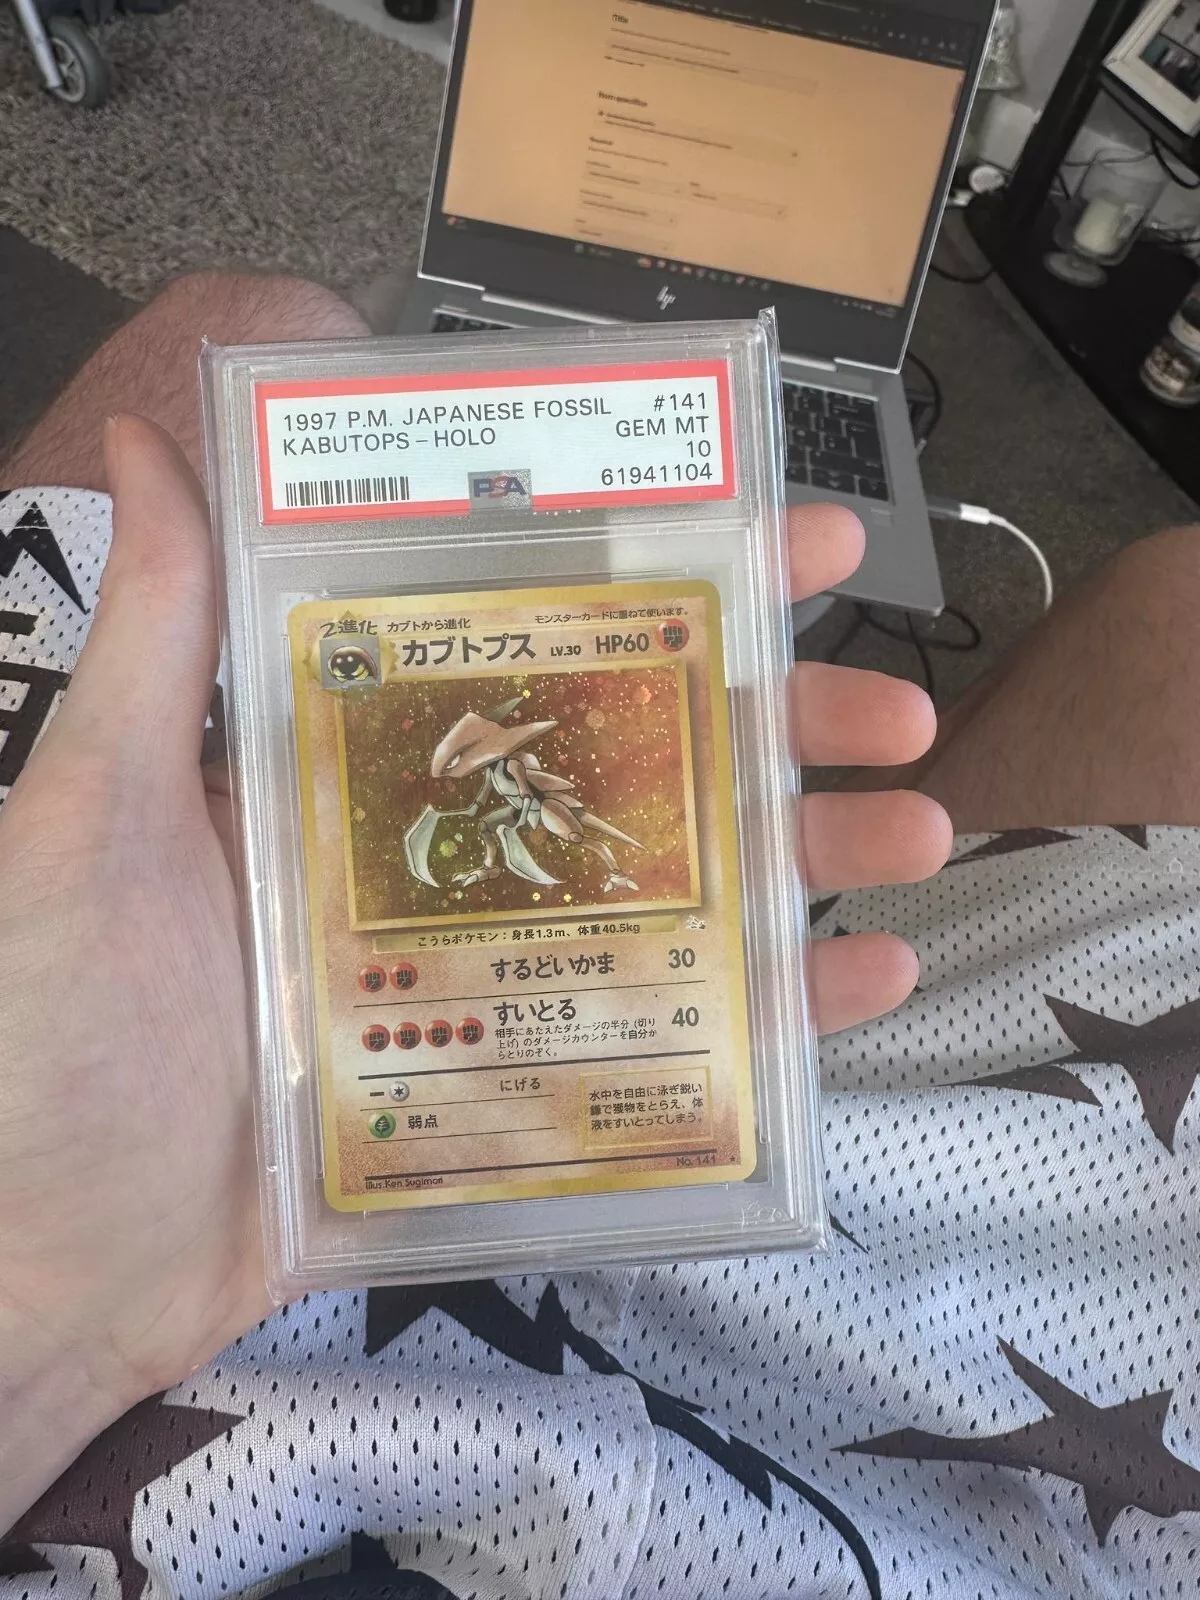 Title
Item specifics
hp
1997 P.M. JAPANESE FOSSIL #141
KABUTOPS - HOLO GEM MT
10
PSA 61941104
2進化 カブトから進化 モンスターカードに重ねて使います。
カブトプス LV.30 HP60
こうらポケモン：身長1.3m、体重40.5kg
するどいかま 30
すいとる 40
相手にあたえたダメージの半分（切り
上げ）のダメージカウンターを自分か
らとりのぞく。
にげる
弱点
水中を自由に泳ぎ鋭い
鎌で獲物をとらえ、体
液をすいとってしまう。
No. 141 ★
Illus. Ken Sugimori